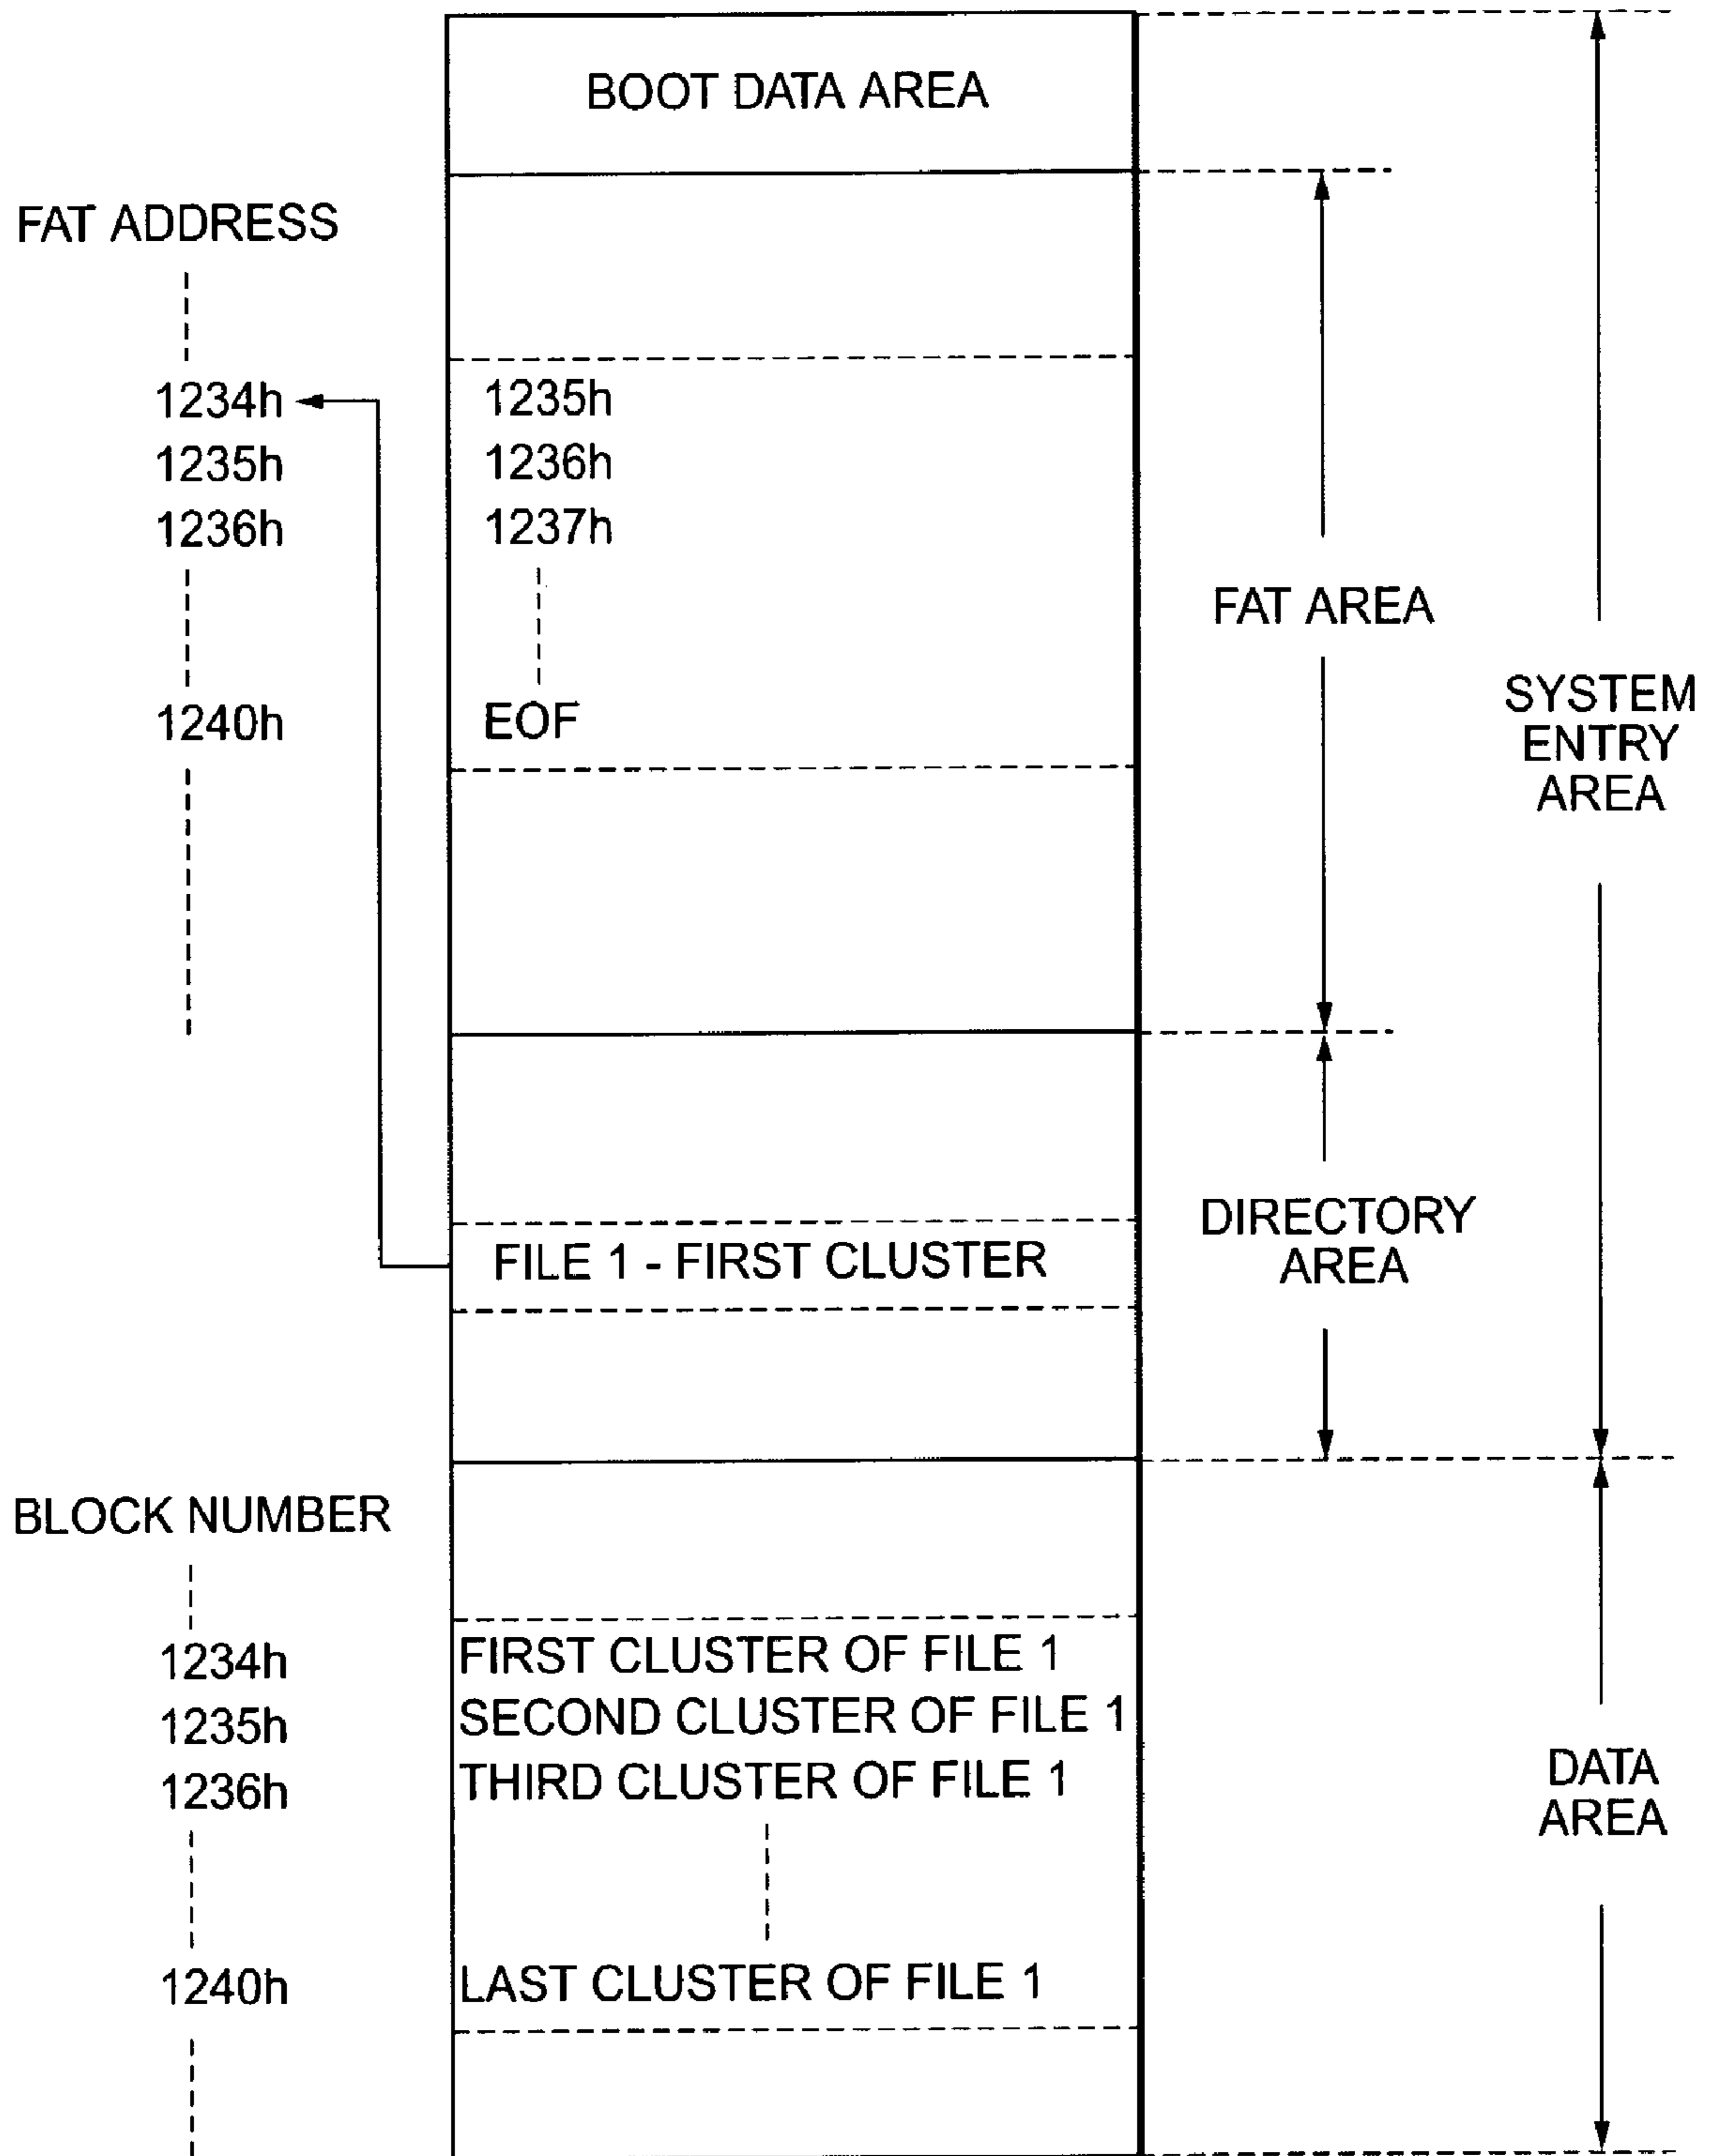 BOOT DATA AREA
FAT ADDRESS
1234h 1235h
1235h 1236h
1236h 1237h
FAT AREA
SYSTEM
ENTRY
AREA
1240h EOF
DIRECTORY
AREA
FILE 1 - FIRST CLUSTER
BLOCK NUMBER
1234h FIRST CLUSTER OF FILE 1
1235h SECOND CLUSTER OF FILE 1
1236h THIRD CLUSTER OF FILE 1
DATA
AREA
1240h LAST CLUSTER OF FILE 1